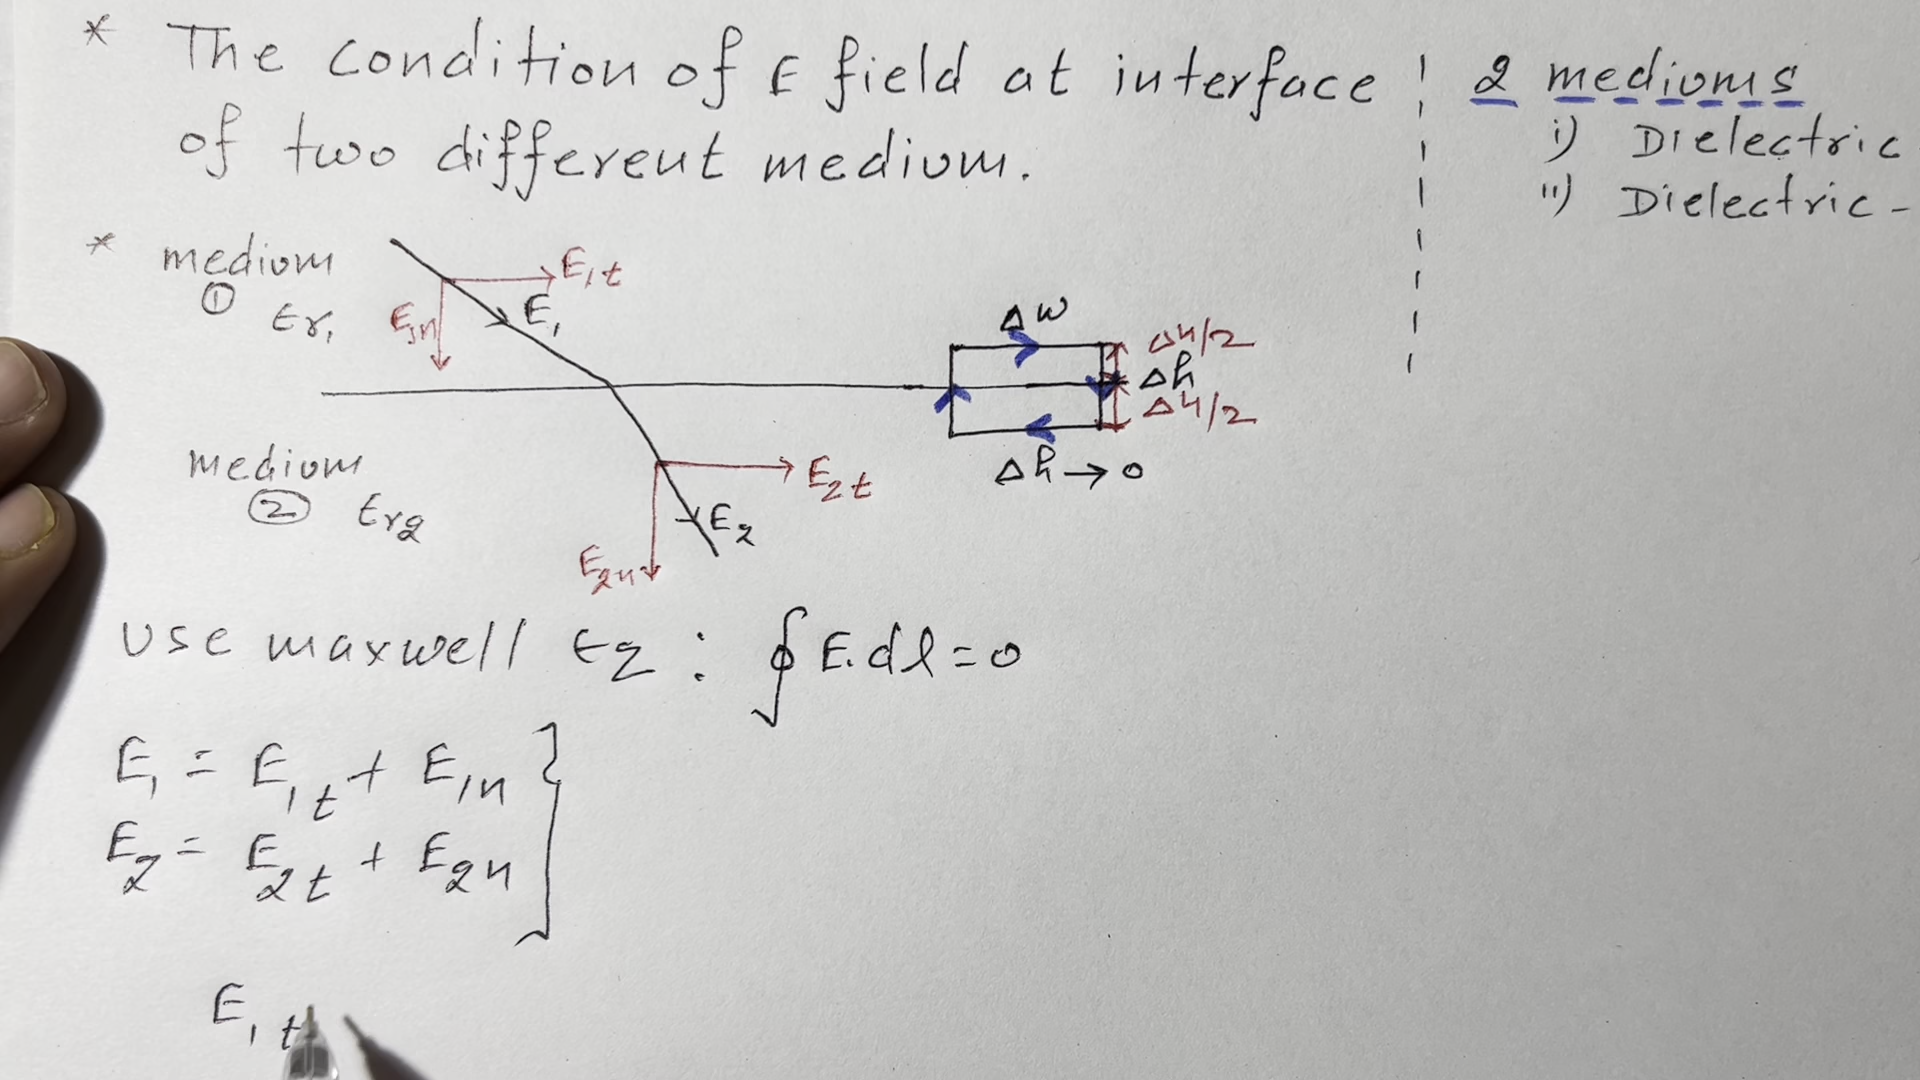 * The condition of E field at interface
of two different medium.
2 mediums
i) Dielectric
ii) Dielectric -
* medium
① εr₁
E₁t
E₁n
E₁
Δw
Δh/2
Δh
Δh/2
Δh → 0
medium
② εr₂
E₂t
E₂
E₂n
Use maxwell Eq : ∮ E.dl = 0
E₁ = E₁t + E₁n
E₂ = E₂t + E₂n
E₁t